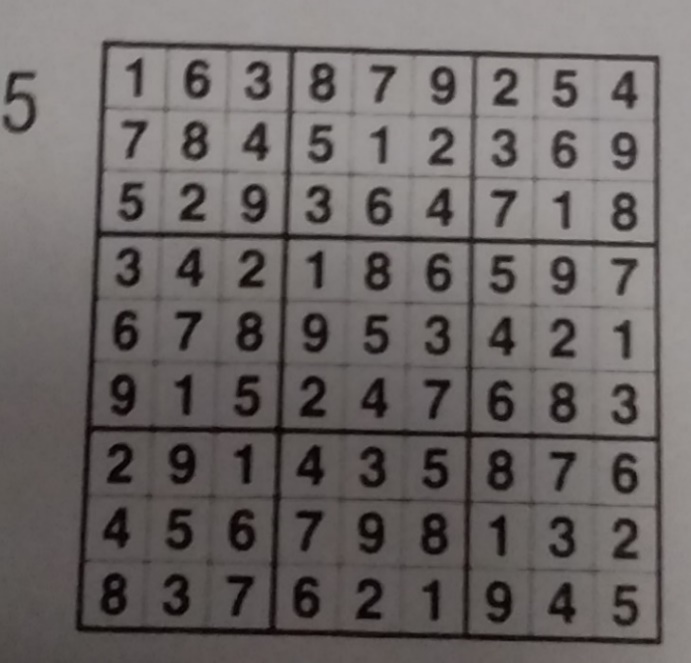 5
1 6 3 8 7 9 2 5 4
7 8 4 5 1 2 3 6 9
5 2 9 3 6 4 7 1 8
3 4 2 1 8 6 5 9 7
6 7 8 9 5 3 4 2 1
9 1 5 2 4 7 6 8 3
2 9 1 4 3 5 8 7 6
4 5 6 7 9 8 1 3 2
8 3 7 6 2 1 9 4 5